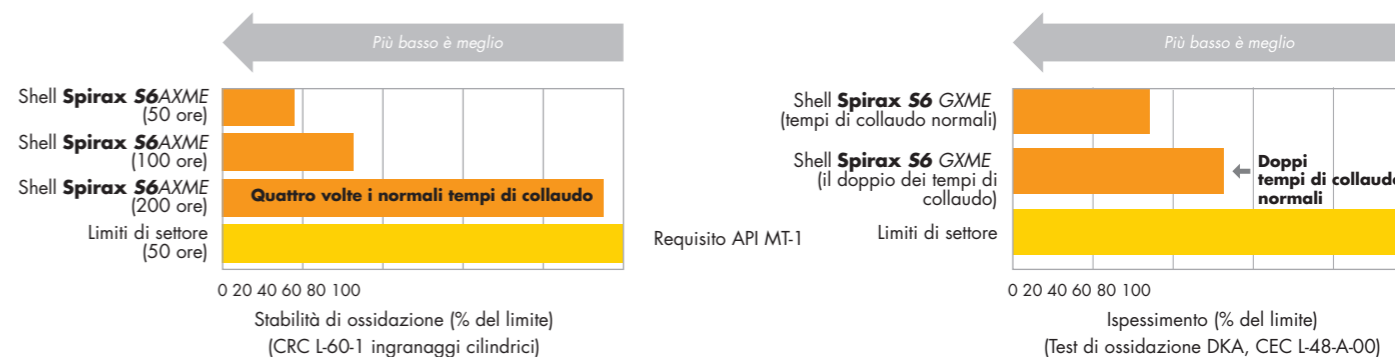 Più basso è meglio
Shell Spirax S6AXME
(50 ore)
Shell Spirax S6AXME
(100 ore)
Shell Spirax S6AXME
(200 ore)
Quattro volte i normali tempi di collaudo
Limiti di settore
(50 ore)
Requisito API MT-1
0 20 40 60 80 100
Stabilità di ossidazione (% del limite)
(CRC L-60-1 ingranaggi cilindrici)
Più basso è meglio
Shell Spirax S6 GXME
(tempi di collaudo normali)
Shell Spirax S6 GXME
(il doppio dei tempi di
collaudo)
Doppi
tempi di collaudo
normali
Limiti di settore
0 20 40 60 80 100
Ispessimento (% del limite)
(Test di ossidazione DKA, CEC L-48-A-00)